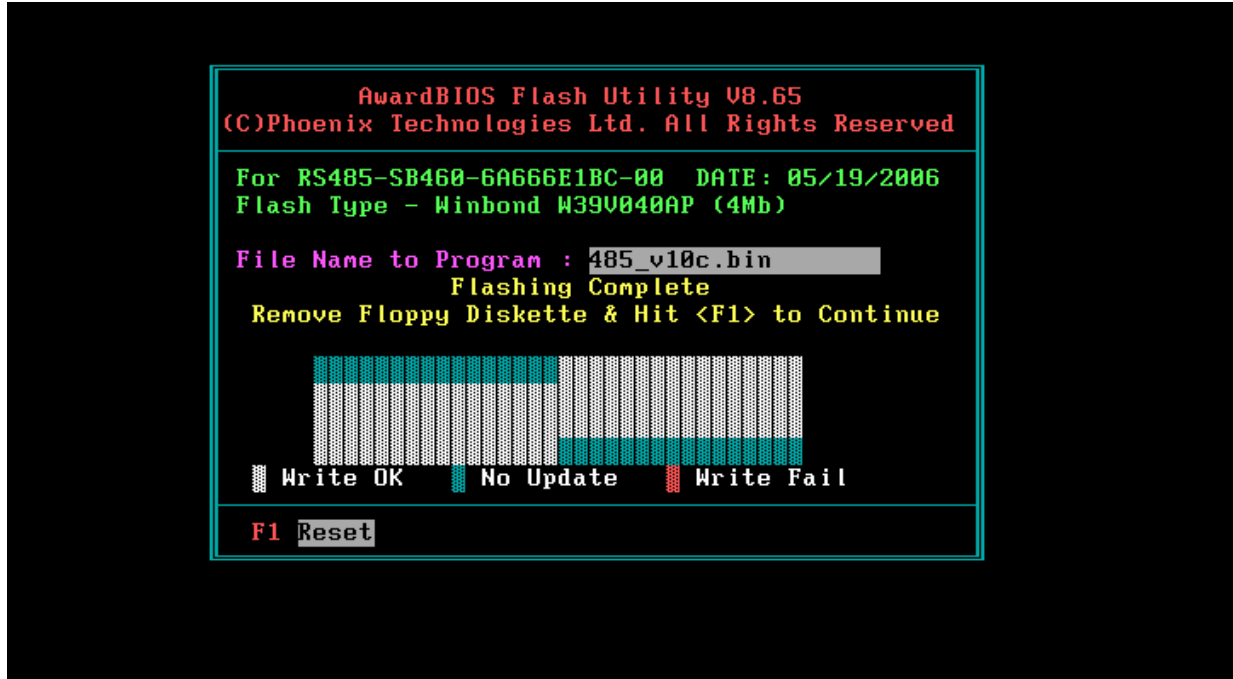 AwardBIOS Flash Utility V8.65
(C)Phoenix Technologies Ltd. All Rights Reserved
For RS485-SB460-6A666E1BC-00 DATE: 05/19/2006
Flash Type - Winbond W39V040AP (4Mb)
File Name to Program : 485_v10c.bin
Flashing Complete
Remove Floppy Diskette & Hit <F1> to Continue
Write OK No Update Write Fail
F1 Reset